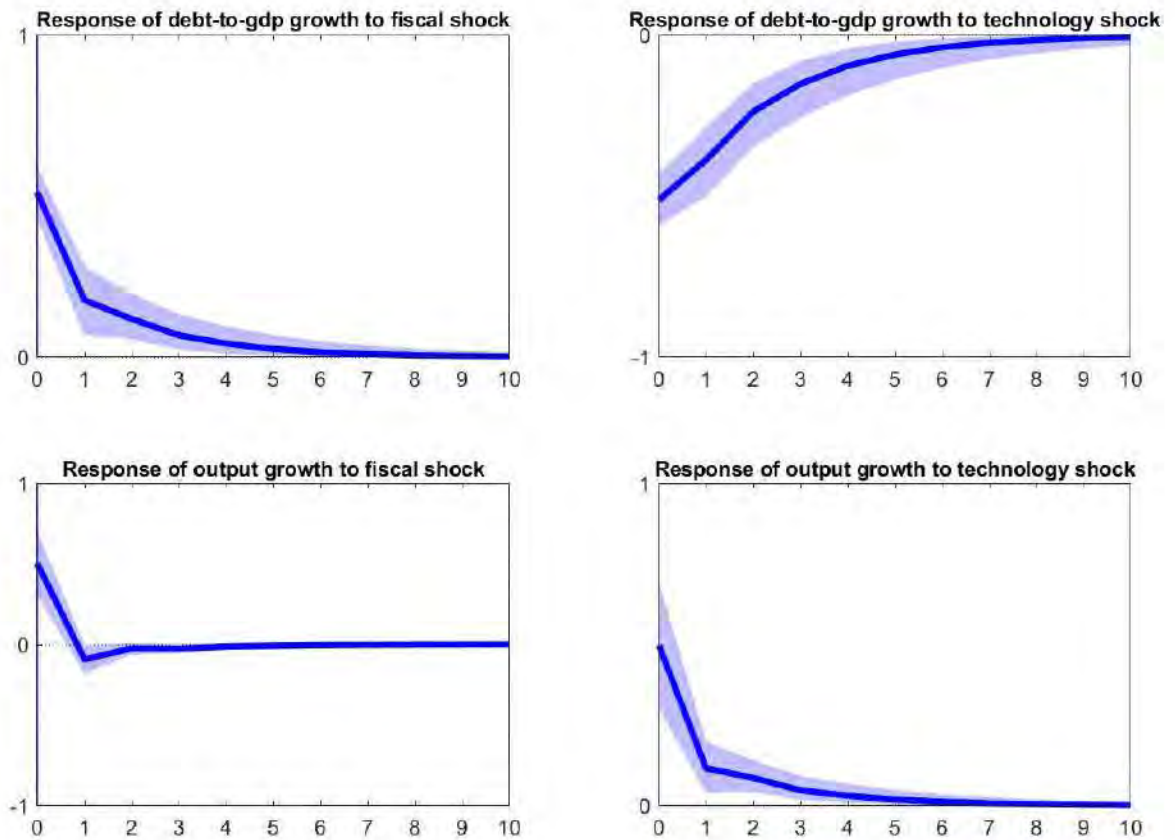 Response of debt-to-gdp growth to fiscal shock
1
0
0 1 2 3 4 5 6 7 8 9 10
Response of debt-to-gdp growth to technology shock
0
-1
0 1 2 3 4 5 6 7 8 9 10
Response of output growth to fiscal shock
1
0
-1
0 1 2 3 4 5 6 7 8 9 10
Response of output growth to technology shock
1
0
0 1 2 3 4 5 6 7 8 9 10